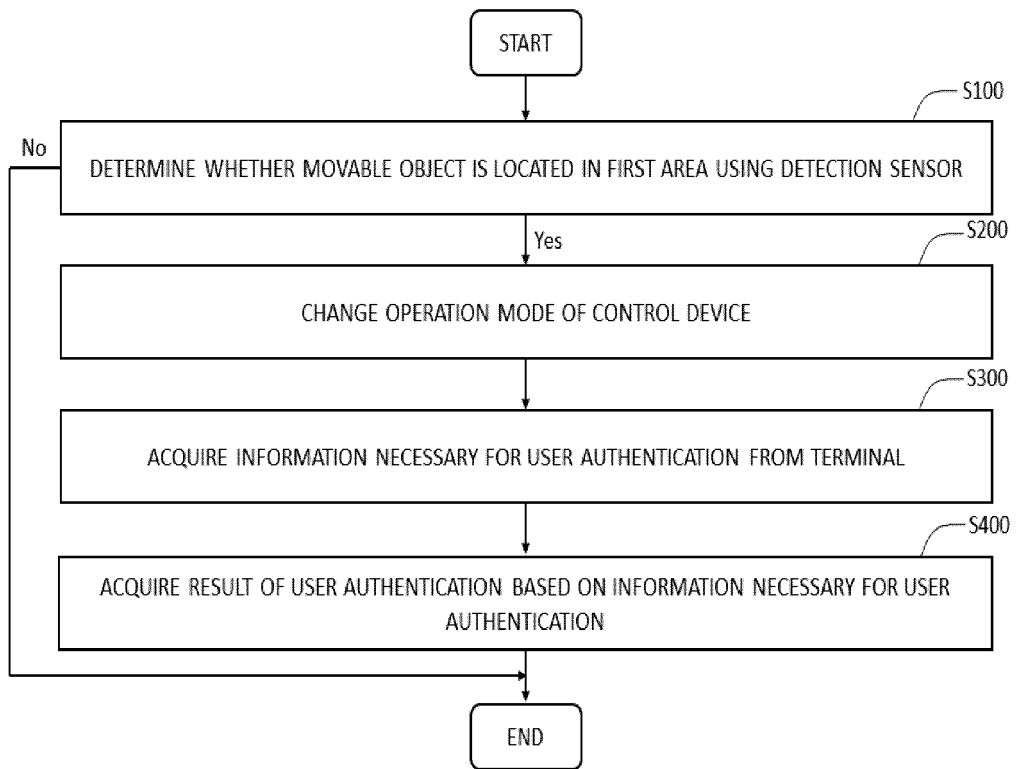 START
S100
No
DETERMINE WHETHER MOVABLE OBJECT IS LOCATED IN FIRST AREA USING DETECTION SENSOR
Yes
S200
CHANGE OPERATION MODE OF CONTROL DEVICE
S300
ACQUIRE INFORMATION NECESSARY FOR USER AUTHENTICATION FROM TERMINAL
S400
ACQUIRE RESULT OF USER AUTHENTICATION BASED ON INFORMATION NECESSARY FOR USER
AUTHENTICATION
END